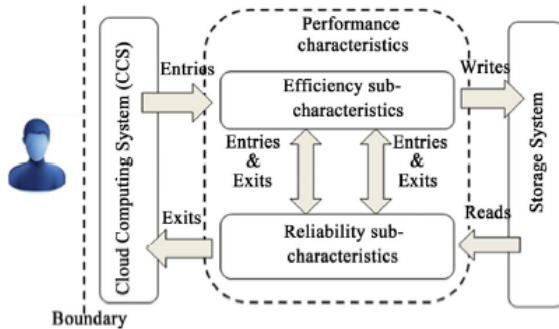 Performance
characteristics
Cloud Computing System (CCS)
Entries
Efficiency sub-
characteristics
Writes
Storage System
Entries
&
Exits
Entries
&
Exits
Exits
Reliability sub-
characteristics
Reads
Boundary